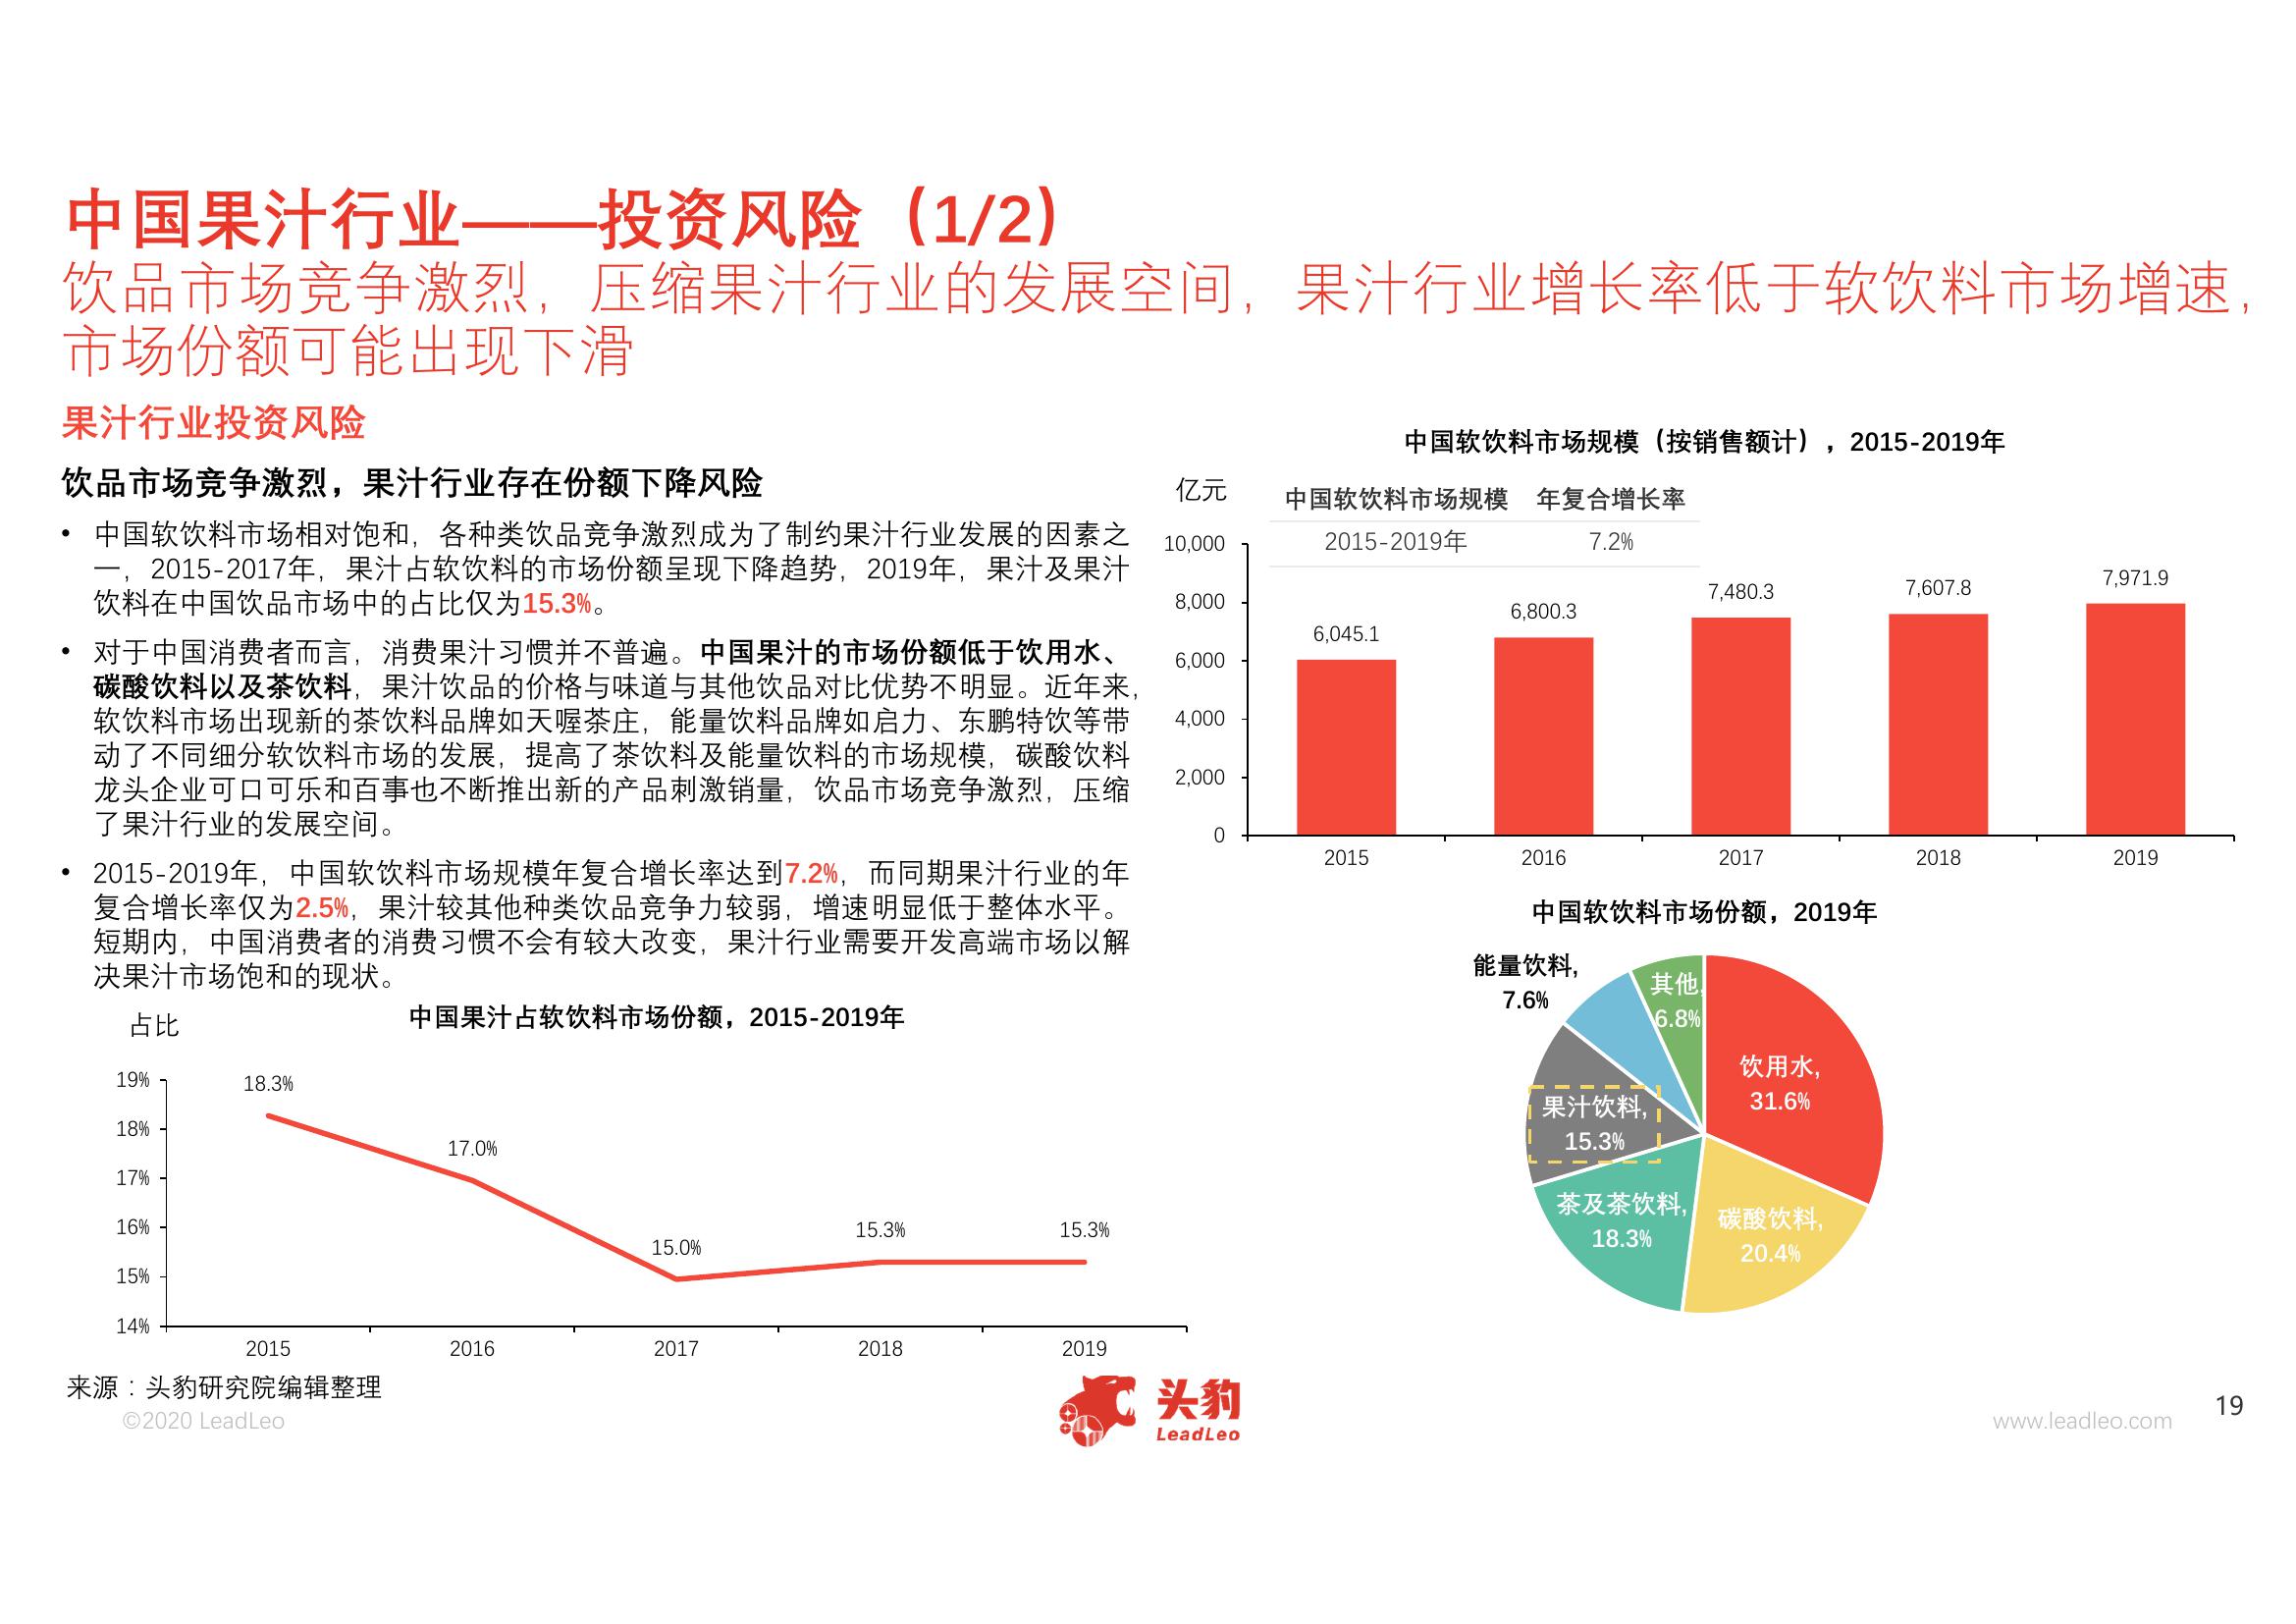 中国果汁行业——投资风险（1/2）
饮品市场竞争激烈，压缩果汁行业的发展空间，果汁行业增长率低于软饮料市场增速，
市场份额可能出现下滑
果汁行业投资风险
饮品市场竞争激烈，果汁行业存在份额下降风险
• 中国软饮料市场相对饱和，各种类饮品竞争激烈成为了制约果汁行业发展的因素之
一，2015-2017年，果汁占软饮料的市场份额呈现下降趋势，2019年，果汁及果汁
饮料在中国饮品市场中的占比仅为15.3%。
• 对于中国消费者而言，消费果汁习惯并不普遍。中国果汁的市场份额低于饮用水、
碳酸饮料以及茶饮料，果汁饮品的价格与味道与其他饮品对比优势不明显。近年来，
软饮料市场出现新的茶饮料品牌如天喔茶庄，能量饮料品牌如启力、东鹏特饮等带
动了不同细分软饮料市场的发展，提高了茶饮料及能量饮料的市场规模，碳酸饮料
龙头企业可口可乐和百事也不断推出新的产品刺激销量，饮品市场竞争激烈，压缩
了果汁行业的发展空间。
• 2015-2019年，中国软饮料市场规模年复合增长率达到7.2%，而同期果汁行业的年
复合增长率仅为2.5%，果汁较其他种类饮品竞争力较弱，增速明显低于整体水平。
短期内，中国消费者的消费习惯不会有较大改变，果汁行业需要开发高端市场以解
决果汁市场饱和的现状。
占比
中国果汁占软饮料市场份额，2015-2019年
19%
18%
17%
16%
15%
14%
18.3%
17.0%
15.0%
15.3%
15.3%
2015 2016 2017 2018 2019
中国软饮料市场规模（按销售额计），2015-2019年
亿元
中国软饮料市场规模 年复合增长率
2015-2019年 7.2%
10,000
8,000
6,000
4,000
2,000
0
6,045.1
6,800.3
7,480.3
7,607.8
7,971.9
2015 2016 2017 2018 2019
中国软饮料市场份额，2019年
能量饮料,
7.6%
其他,
6.8%
饮用水,
31.6%
果汁饮料,
15.3%
茶及茶饮料,
18.3%
碳酸饮料,
20.4%
来源：头豹研究院编辑整理
©2020 LeadLeo
头豹
LeadLeo
www.leadleo.com
19